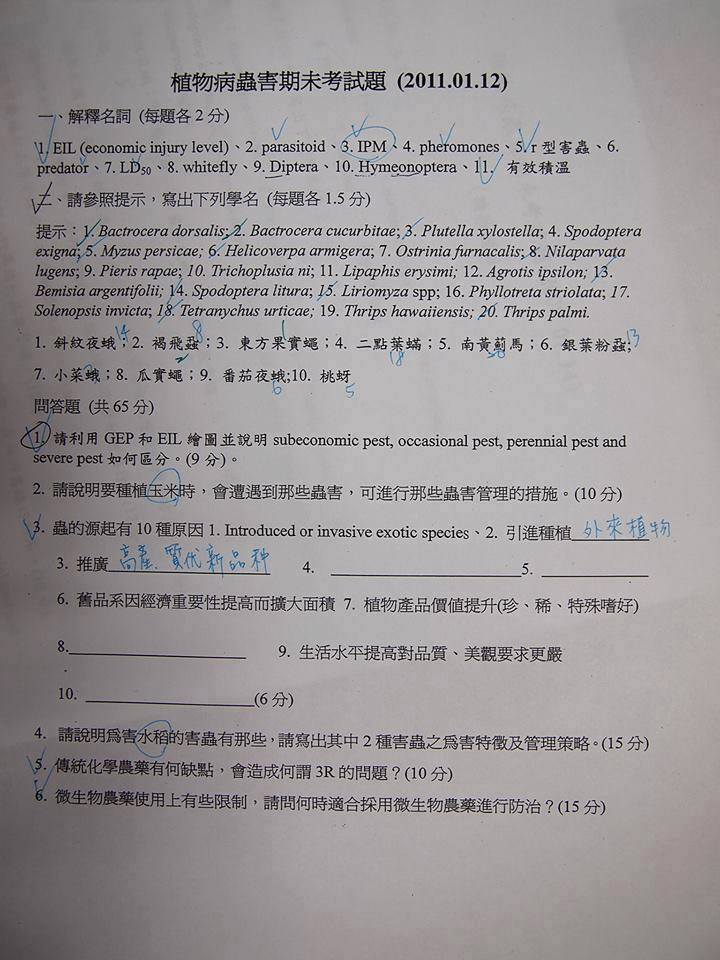 植物病蟲害期未考試題 (2011.01.12)
一、解釋名詞 (每題各 2 分)
1. EIL (economic injury level)、2. parasitoid、3. IPM、4. pheromones、5. r 型害蟲、6.
predator、7. LD₅₀、8. whitefly、9. Diptera、10. Hymeonoptera、11. 有效積溫
二、請參照提示，寫出下列學名 (每題各 1.5 分)
提示：1. Bactrocera dorsalis; 2. Bactrocera cucurbitae; 3. Plutella xylostella; 4. Spodoptera
exigna; 5. Myzus persicae; 6. Helicoverpa armigera; 7. Ostrinia furnacalis; 8. Nilaparvata
lugens; 9. Pieris rapae; 10. Trichoplusia ni; 11. Lipaphis erysimi; 12. Agrotis ipsilon; 13.
Bemisia argentifolii; 14. Spodoptera litura; 15. Liriomyza spp; 16. Phyllotreta striolata; 17.
Solenopsis invicta; 18. Tetranychus urticae; 19. Thrips hawaiiensis; 20. Thrips palmi.
14 8 1 18 20 13
1. 斜紋夜蛾；2. 褐飛蝨；3. 東方果實蠅；4. 二點葉蟎；5. 南黃薊馬；6. 銀葉粉蝨;
7. 小菜蛾；8. 瓜實蠅；9. 番茄夜蛾;10. 桃蚜
2 6 5
問答題 (共 65 分)
1. 請利用 GEP 和 EIL 繪圖並說明 subeconomic pest, occasional pest, perennial pest and
severe pest 如何區分。(9 分)。
2. 請說明要種植玉米時，會遭遇到那些蟲害，可進行那些蟲害管理的措施。(10 分)
3. 蟲的源起有 10 種原因 1. Introduced or invasive exotic species、2. 引進種植 外來植物
3. 推廣 高產、質优新品种 4. 5.
6. 舊品系因經濟重要性提高而擴大面積 7. 植物產品價值提升(珍、稀、特殊嗜好)
8. 9. 生活水平提高對品質、美觀要求更嚴
10. (6 分)
4. 請說明為害水稻的害蟲有那些，請寫出其中 2 種害蟲之為害特徵及管理策略。(15 分)
5. 傳統化學農藥有何缺點，會造成何謂 3R 的問題？(10 分)
6. 微生物農藥使用上有些限制，請問何時適合採用微生物農藥進行防治？(15 分)